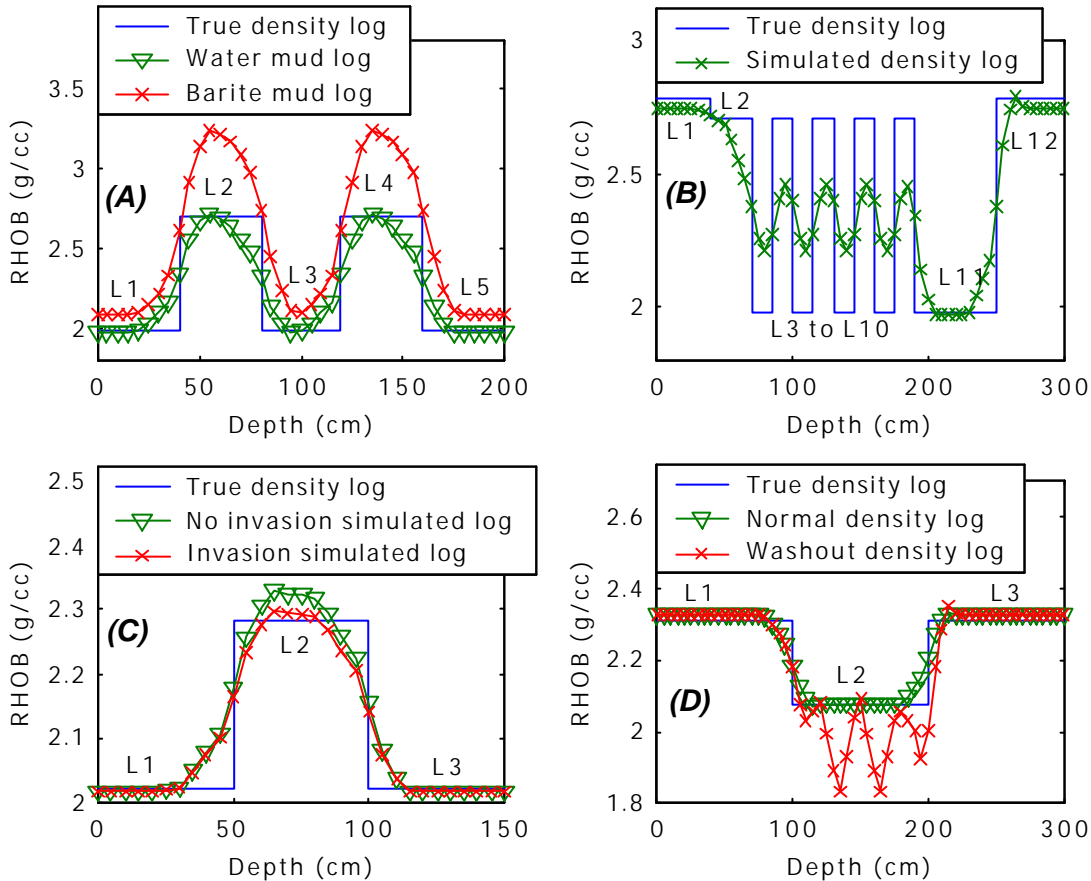 True density log
Water mud log
Barite mud log
3.5
3
2.5
2
RHOB (g/cc)
(A)
L1
L2
L3
L4
L5
0
50
100
150
200
Depth (cm)
True density log
Simulated density log
3
2.5
2
RHOB (g/cc)
(B)
L1
L2
L3 to L10
L11
L12
0
100
200
300
Depth (cm)
True density log
No invasion simulated log
Invasion simulated log
2.5
2.4
2.3
2.2
2.1
2
RHOB (g/cc)
(C)
L1
L2
L3
0
50
100
150
Depth (cm)
True density log
Normal density log
Washout density log
2.6
2.4
2.2
2
1.8
RHOB (g/cc)
(D)
L1
L2
L3
0
100
200
300
Depth (cm)